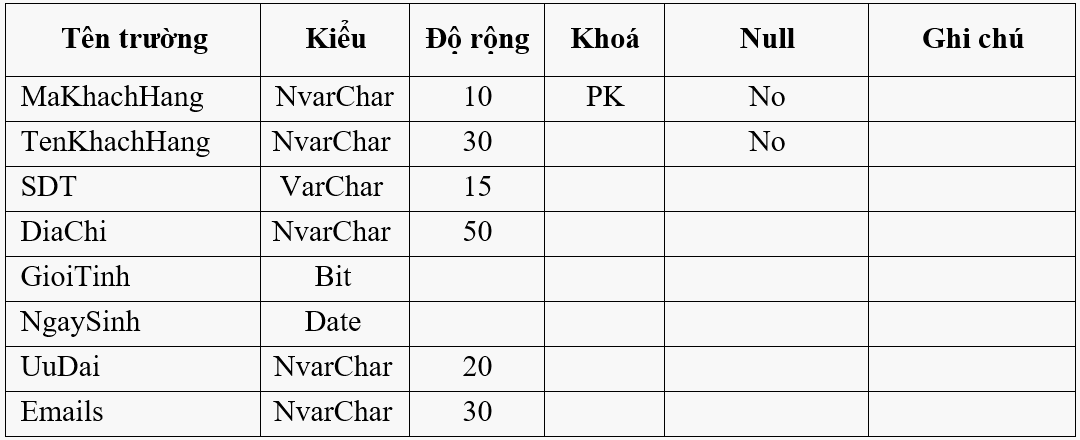 Tên trường Kiểu Độ rộng Khoá Null Ghi chú
MaKhachHang NvarChar 10 PK No
TenKhachHang NvarChar 30 No
SDT VarChar 15
DiaChi NvarChar 50
GioiTinh Bit
NgaySinh Date
UuDai NvarChar 20
Emails NvarChar 30